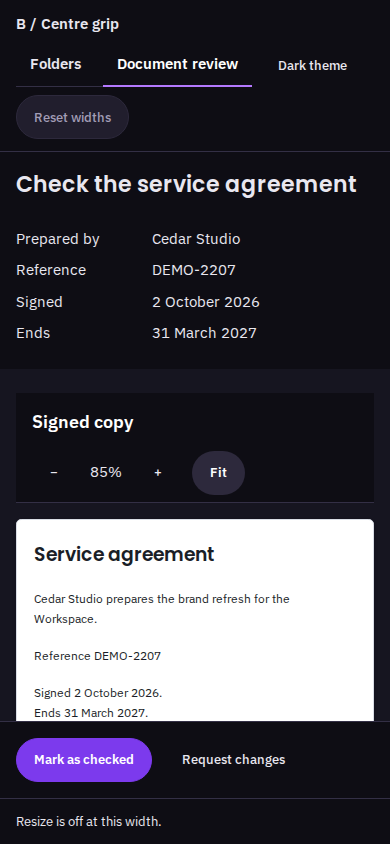 B / Centre grip
Folders Document review Dark theme
Reset widths
Check the service agreement
Prepared by Cedar Studio
Reference DEMO-2207
Signed 2 October 2026
Ends 31 March 2027
Signed copy
− 85% + Fit
Service agreement
Cedar Studio prepares the brand refresh for the
Workspace.
Reference DEMO-2207
Signed 2 October 2026.
Ends 31 March 2027.
Mark as checked Request changes
Resize is off at this width.